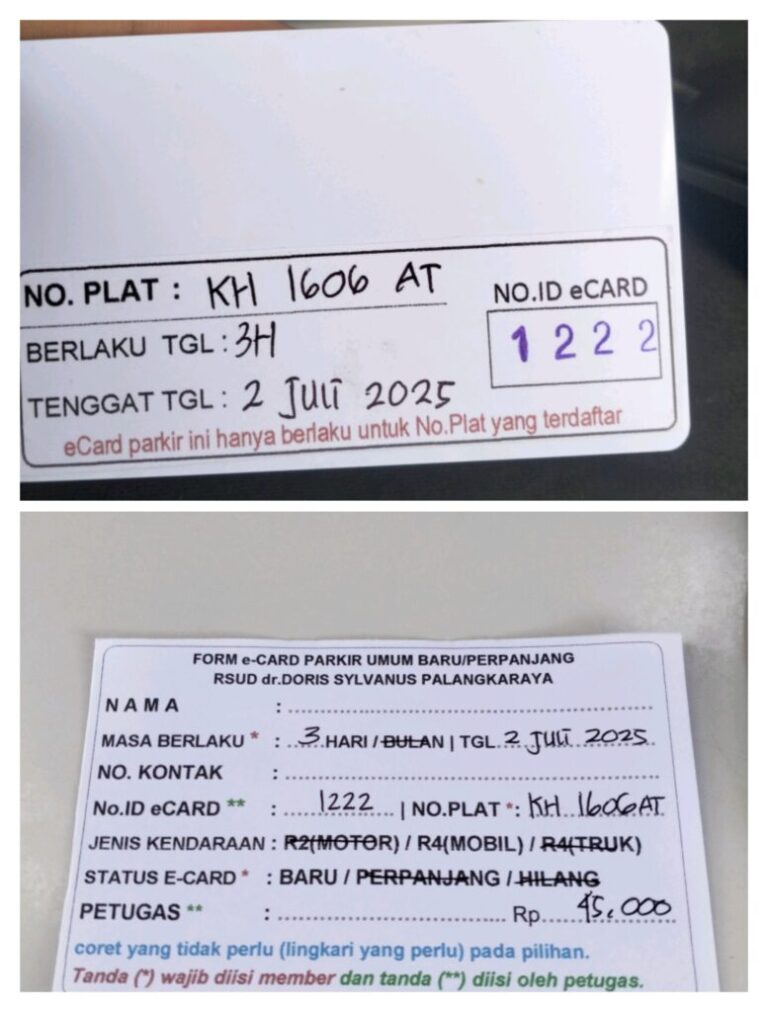 NO. PLAT : KH 1606 AT
NO.ID eCARD
BERLAKU TGL : 3H
1222
TENGGAT TGL : 2 JULI 2025
eCard parkir ini hanya berlaku untuk No.Plat yang terdaftar
FORM e-CARD PARKIR UMUM BARU/PERPANJANG
RSUD dr.DORIS SYLVANUS PALANGKARAYA
NAMA :
MASA BERLAKU * : 3 HARI / BULAN | TGL. 2 JULI 2025
NO. KONTAK :
No.ID eCARD ** : 1222 | NO.PLAT *: KH 1606 AT
JENIS KENDARAAN : R2(MOTOR) / R4(MOBIL) / R4(TRUK)
STATUS E-CARD * : BARU / PERPANJANG / HILANG
PETUGAS ** : Rp. 45.000
coret yang tidak perlu (lingkari yang perlu) pada pilihan.
Tanda (*) wajib diisi member dan tanda (**) diisi oleh petugas.